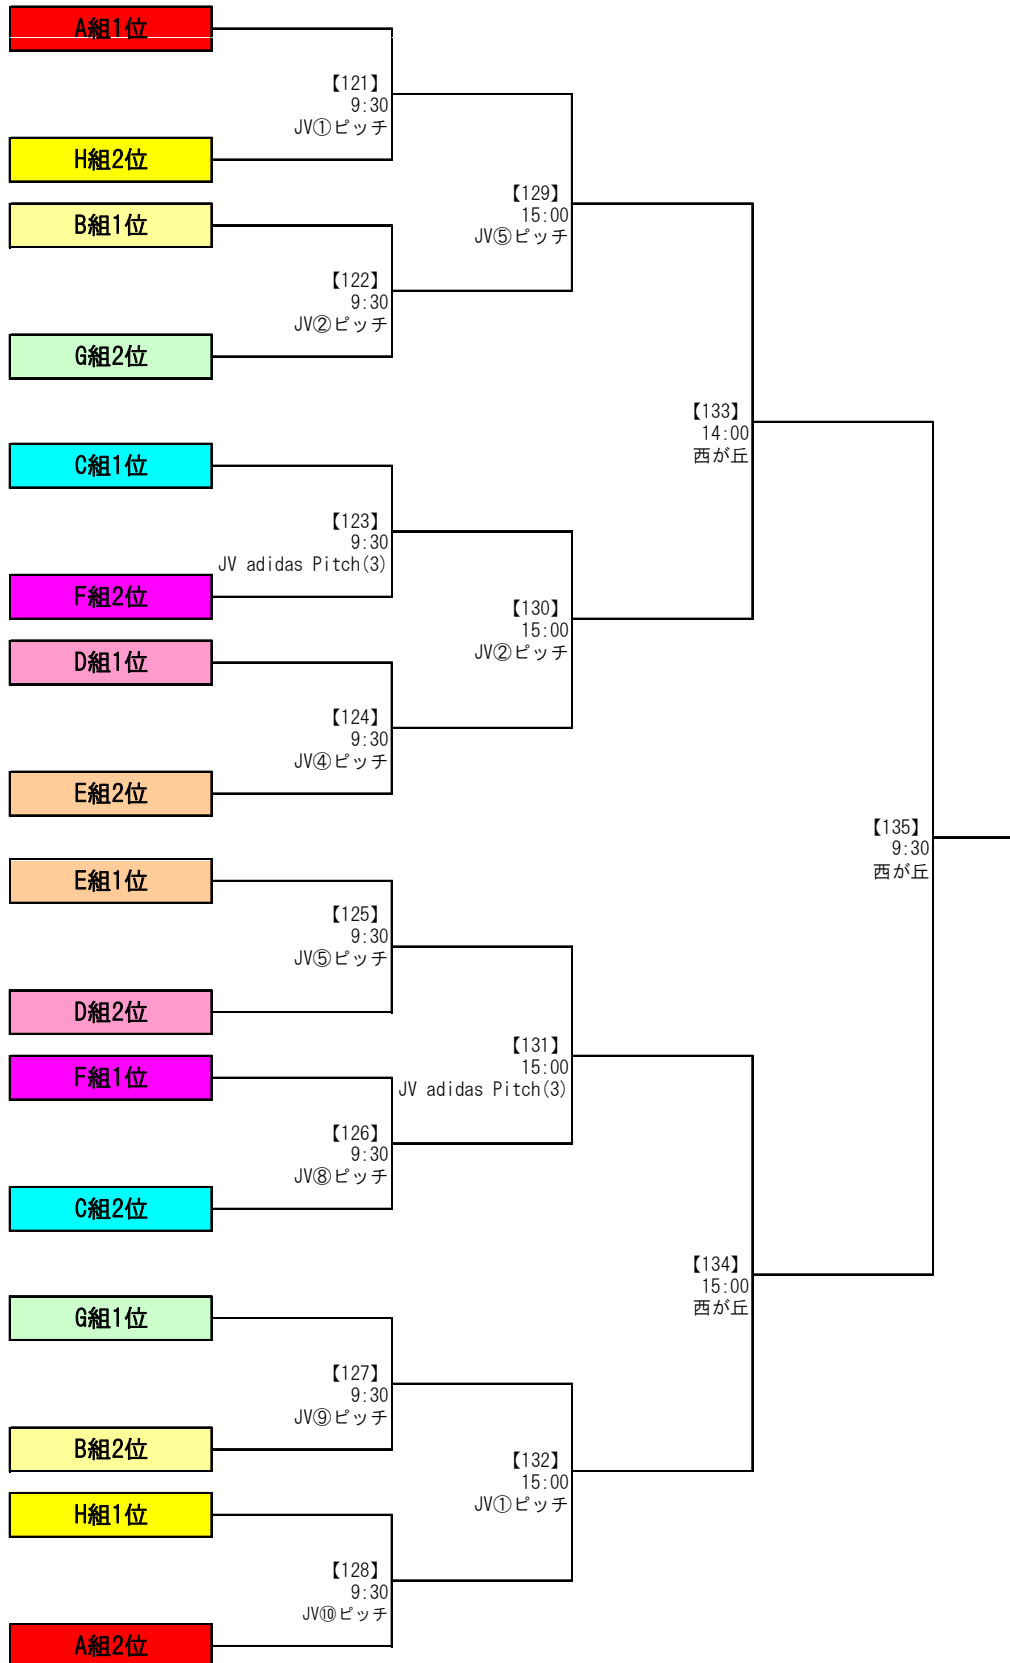 A組1位
【121】
9:30
JV①ピッチ
H組2位
【129】
15:00
JV⑤ピッチ
B組1位
【122】
9:30
JV②ピッチ
G組2位
【133】
14:00
西が丘
C組1位
【123】
9:30
JV adidas Pitch(3)
F組2位
【130】
15:00
JV②ピッチ
D組1位
【124】
9:30
JV④ピッチ
E組2位
【135】
9:30
西が丘
E組1位
【125】
9:30
JV⑤ピッチ
D組2位
【131】
15:00
JV adidas Pitch(3)
F組1位
【126】
9:30
JV⑧ピッチ
C組2位
【134】
15:00
西が丘
G組1位
【127】
9:30
JV⑨ピッチ
B組2位
【132】
15:00
JV①ピッチ
H組1位
【128】
9:30
JV⑩ピッチ
A組2位